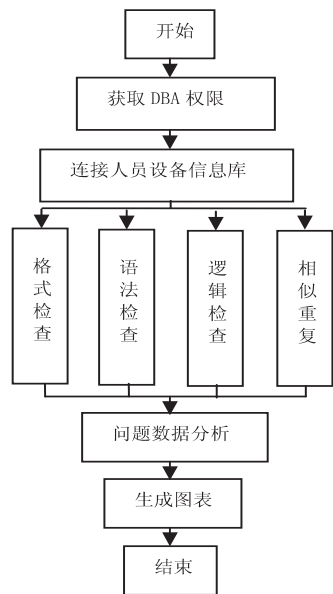 开始
获取 DBA 权限
连接人员设备信息库
格式检查
语法检查
逻辑检查
相似重复
问题数据分析
生成图表
结束